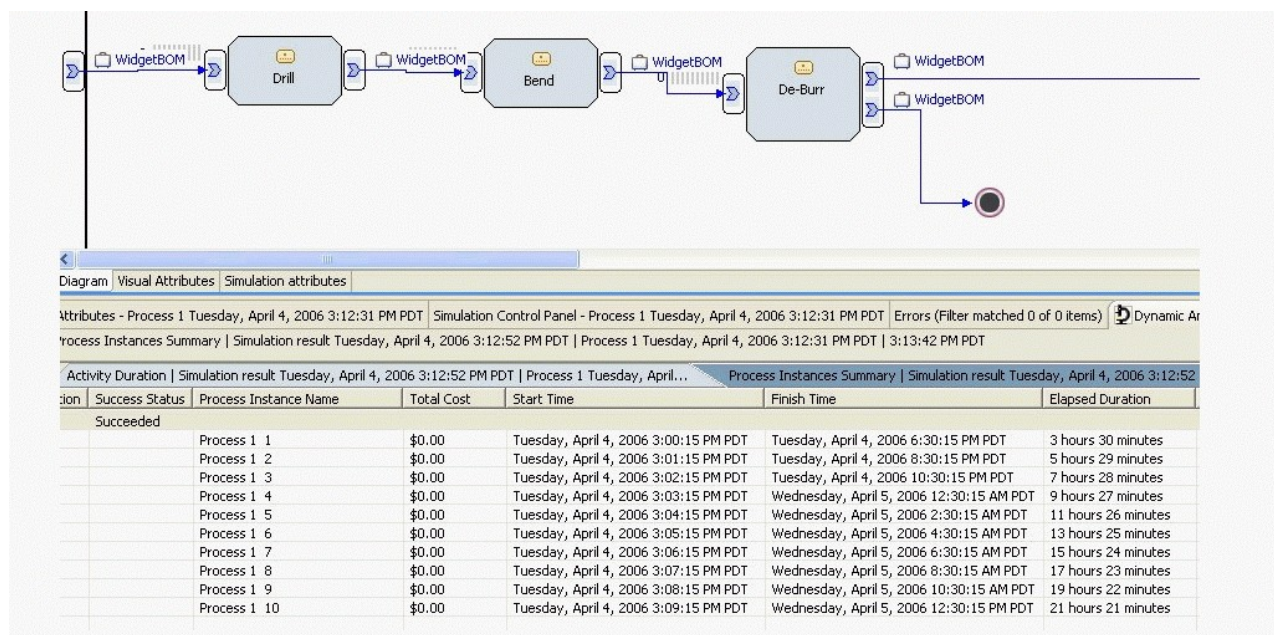 WidgetBOM
Drill
WidgetBOM
Bend
WidgetBOM
De-Burr
WidgetBOM
WidgetBOM
Diagram Visual Attributes Simulation attributes
Attributes - Process 1 Tuesday, April 4, 2006 3:12:31 PM PDT Simulation Control Panel - Process 1 Tuesday, April 4, 2006 3:12:31 PM PDT Errors (Filter matched 0 of 0 items) Dynamic Ar
Process Instances Summary | Simulation result Tuesday, April 4, 2006 3:12:52 PM PDT | Process 1 Tuesday, April 4, 2006 3:12:31 PM PDT | 3:13:42 PM PDT
Activity Duration | Simulation result Tuesday, April 4, 2006 3:12:52 PM PDT | Process 1 Tuesday, April... Process Instances Summary | Simulation result Tuesday, April 4, 2006 3:12:52
tion Success Status Process Instance Name Total Cost Start Time Finish Time Elapsed Duration
Succeeded
Process 1 1 $0.00 Tuesday, April 4, 2006 3:00:15 PM PDT Tuesday, April 4, 2006 6:30:15 PM PDT 3 hours 30 minutes
Process 1 2 $0.00 Tuesday, April 4, 2006 3:01:15 PM PDT Tuesday, April 4, 2006 8:30:15 PM PDT 5 hours 29 minutes
Process 1 3 $0.00 Tuesday, April 4, 2006 3:02:15 PM PDT Tuesday, April 4, 2006 10:30:15 PM PDT 7 hours 28 minutes
Process 1 4 $0.00 Tuesday, April 4, 2006 3:03:15 PM PDT Wednesday, April 5, 2006 12:30:15 AM PDT 9 hours 27 minutes
Process 1 5 $0.00 Tuesday, April 4, 2006 3:04:15 PM PDT Wednesday, April 5, 2006 2:30:15 AM PDT 11 hours 26 minutes
Process 1 6 $0.00 Tuesday, April 4, 2006 3:05:15 PM PDT Wednesday, April 5, 2006 4:30:15 AM PDT 13 hours 25 minutes
Process 1 7 $0.00 Tuesday, April 4, 2006 3:06:15 PM PDT Wednesday, April 5, 2006 6:30:15 AM PDT 15 hours 24 minutes
Process 1 8 $0.00 Tuesday, April 4, 2006 3:07:15 PM PDT Wednesday, April 5, 2006 8:30:15 AM PDT 17 hours 23 minutes
Process 1 9 $0.00 Tuesday, April 4, 2006 3:08:15 PM PDT Wednesday, April 5, 2006 10:30:15 AM PDT 19 hours 22 minutes
Process 1 10 $0.00 Tuesday, April 4, 2006 3:09:15 PM PDT Wednesday, April 5, 2006 12:30:15 PM PDT 21 hours 21 minutes